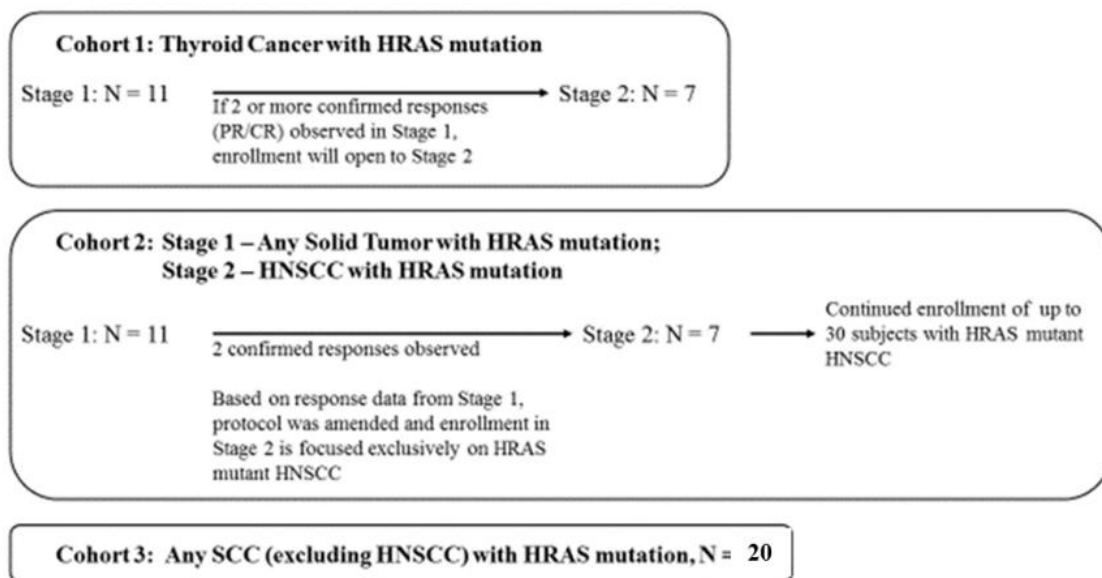 Cohort 1: Thyroid Cancer with HRAS mutation
Stage 1: N = 11
If 2 or more confirmed responses
(PR/CR) observed in Stage 1,
enrollment will open to Stage 2
Stage 2: N = 7
Cohort 2: Stage 1 – Any Solid Tumor with HRAS mutation;
Stage 2 – HNSCC with HRAS mutation
Stage 1: N = 11
2 confirmed responses observed
Based on response data from Stage 1,
protocol was amended and enrollment in
Stage 2 is focused exclusively on HRAS
mutant HNSCC
Stage 2: N = 7
Continued enrollment of up to
30 subjects with HRAS mutant
HNSCC
Cohort 3: Any SCC (excluding HNSCC) with HRAS mutation, N = 20